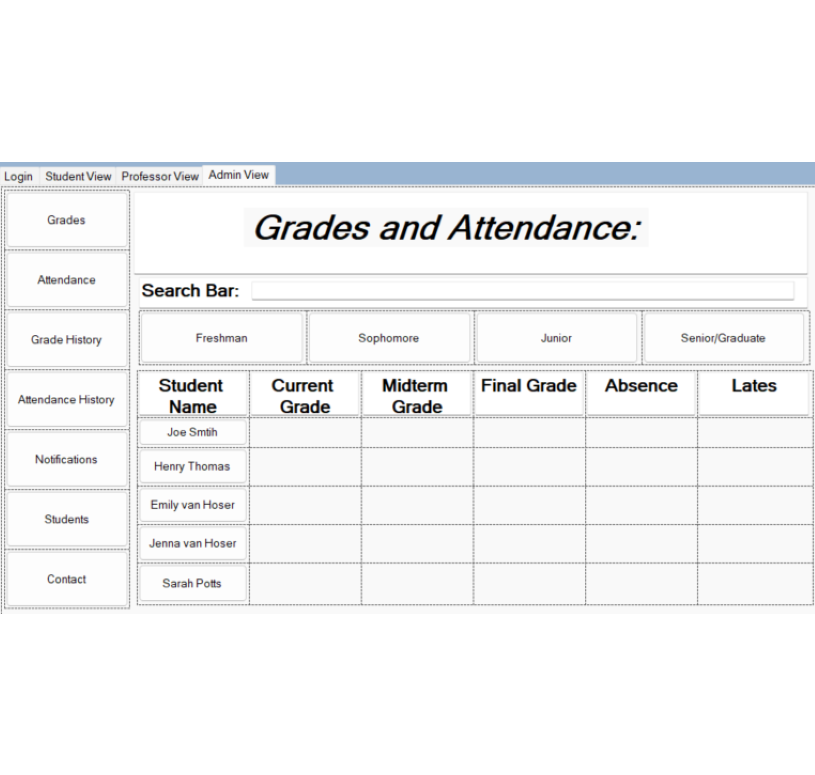 Login Student View Professor View Admin View
Grades
Attendance
Grade History
Attendance History
Notifications
Students
Contact
Grades and Attendance:
Search Bar:
Freshman Sophomore Junior Senior/Graduate
Student Name Current Grade Midterm Grade Final Grade Absence Lates
Joe Smtih
Henry Thomas
Emily van Hoser
Jenna van Hoser
Sarah Potts